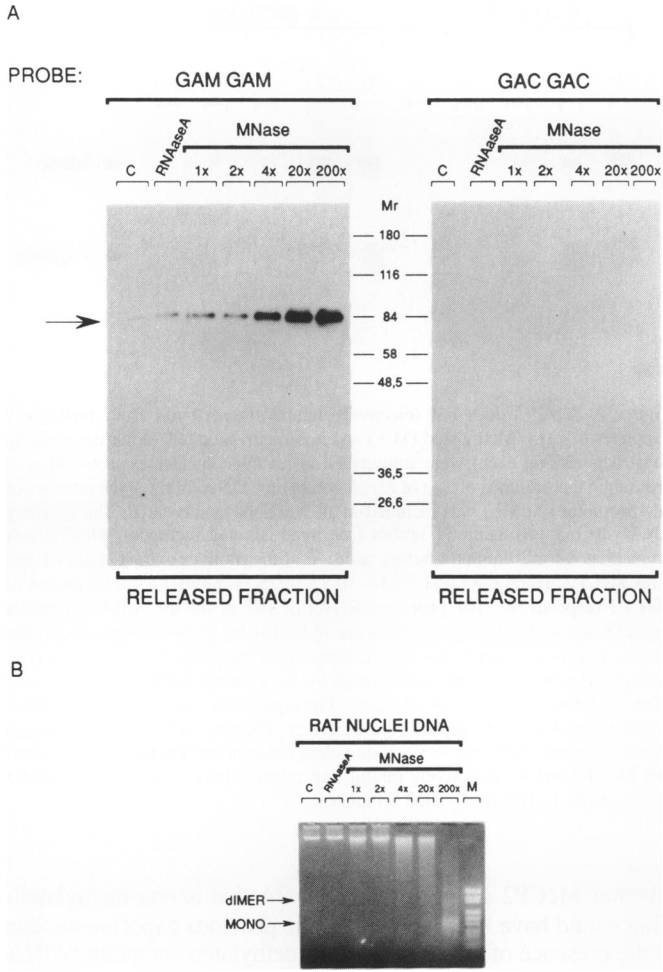 A
PROBE:
GAM GAM
GAC GAC
MNase
MNase
C RNAaseA 1x 2x 4x 20x 200x
C RNAaseA 1x 2x 4x 20x 200x
Mr
180
116
84
58
48,5
36,5
26,6
RELEASED FRACTION
RELEASED FRACTION
B
RAT NUCLEI DNA
MNase
C RNAaseA 1x 2x 4x 20x 200x M
dIMER
MONO